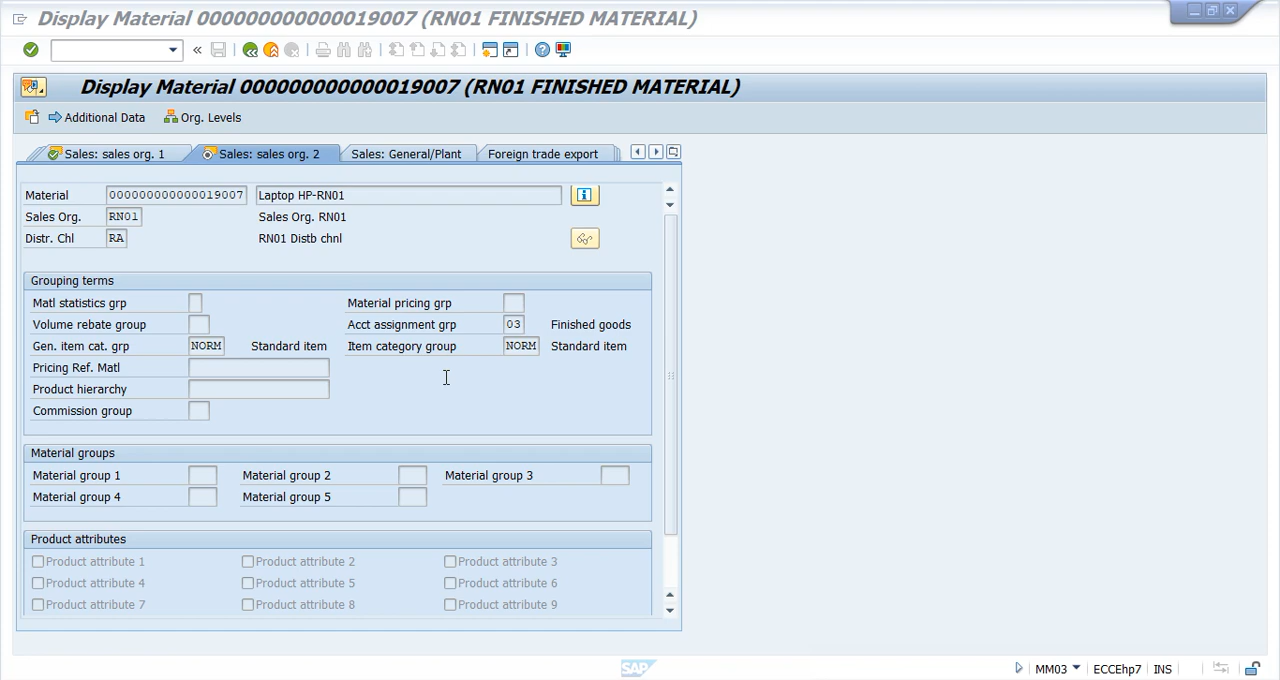 Display Material 000000000000019007 (RN01 FINISHED MATERIAL)
Display Material 000000000000019007 (RN01 FINISHED MATERIAL)
Additional Data Org. Levels
Sales: sales org. 1 Sales: sales org. 2 Sales: General/Plant Foreign trade export
Material 000000000000019007 Laptop HP-RN01
Sales Org. RN01 Sales Org. RN01
Distr. Chl RA RN01 Distb chnl
Grouping terms
Matl statistics grp Material pricing grp
Volume rebate group Acct assignment grp 03 Finished goods
Gen. item cat. grp NORM Standard item Item category group NORM Standard item
Pricing Ref. Matl
Product hierarchy
Commission group
Material groups
Material group 1 Material group 2 Material group 3
Material group 4 Material group 5
Product attributes
Product attribute 1 Product attribute 2 Product attribute 3
Product attribute 4 Product attribute 5 Product attribute 6
Product attribute 7 Product attribute 8 Product attribute 9
SAP MM03 ECCEhp7 INS